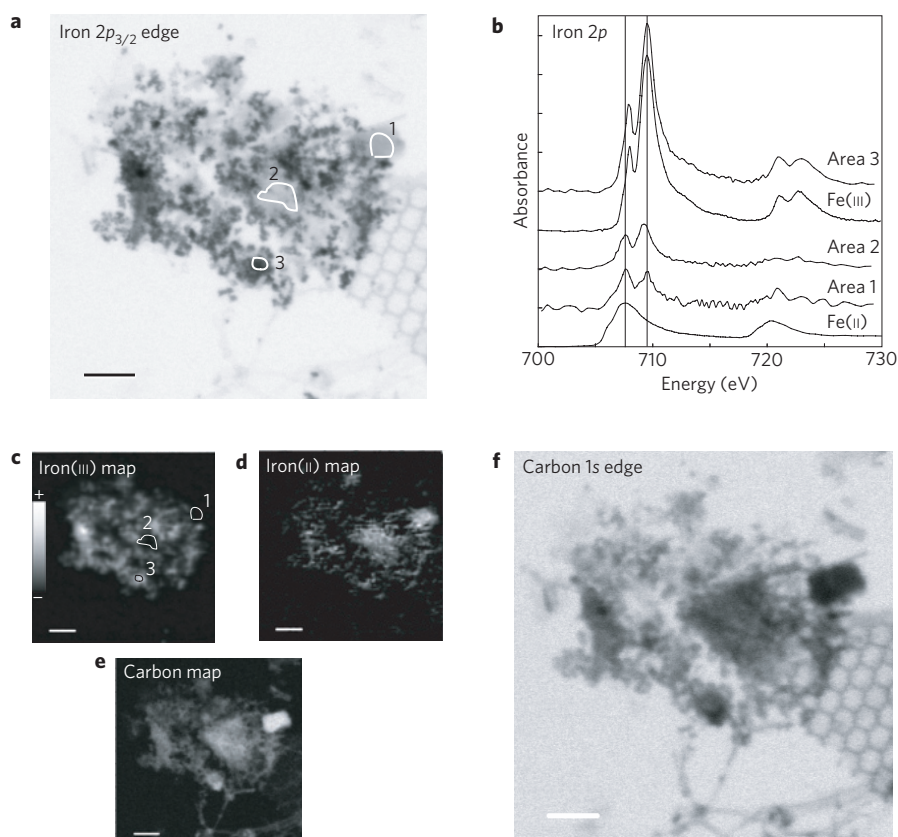 a
Iron 2p3/2 edge
1
2
3
b
Iron 2p
Absorbance
Area 3
Fe(III)
Area 2
Area 1
Fe(II)
700 710 720 730
Energy (eV)
c
Iron(III) map
+
−
1
2
3
d
Iron(II) map
e
Carbon map
f
Carbon 1s edge